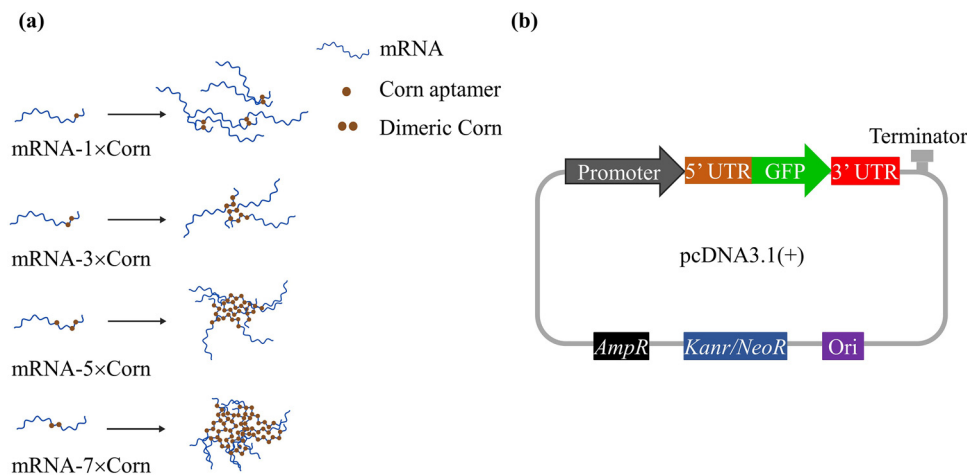 (a)
mRNA
Corn aptamer
Dimeric Corn
mRNA-1×Corn
mRNA-3×Corn
mRNA-5×Corn
mRNA-7×Corn
(b)
Terminator
Promoter
5’ UTR
GFP
3’ UTR
pcDNA3.1(+)
AmpR
Kanr/NeoR
Ori